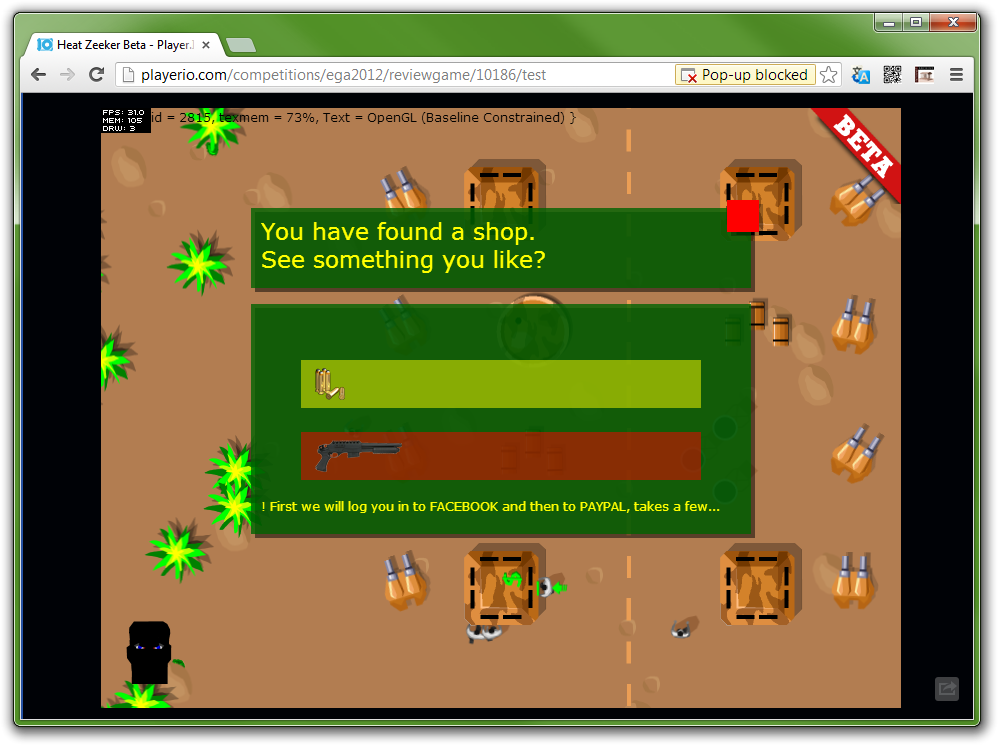 Heat Zeeker Beta - Player.
playerio.com/competitions/ega2012/reviewgame/10186/test
Pop-up blocked
FPS: 31.0
MEM: 105
DRW: 3
id = 2815, texmem = 73%, Text = OpenGL (Baseline Constrained) }
BETA
You have found a shop.
See something you like?
! First we will log you in to FACEBOOK and then to PAYPAL, takes a few...